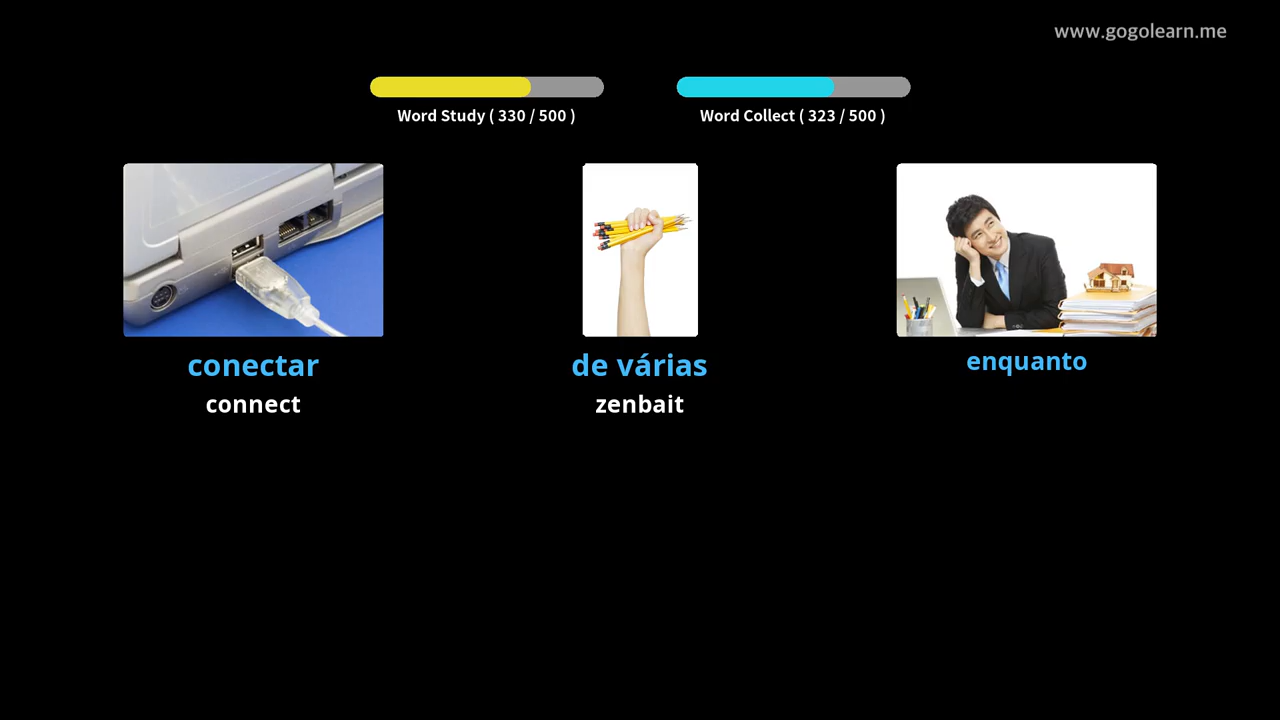 www.gogolearn.me
Word Study ( 330 / 500 )
Word Collect ( 323 / 500 )
conectar
connect
de várias
zenbait
enquanto